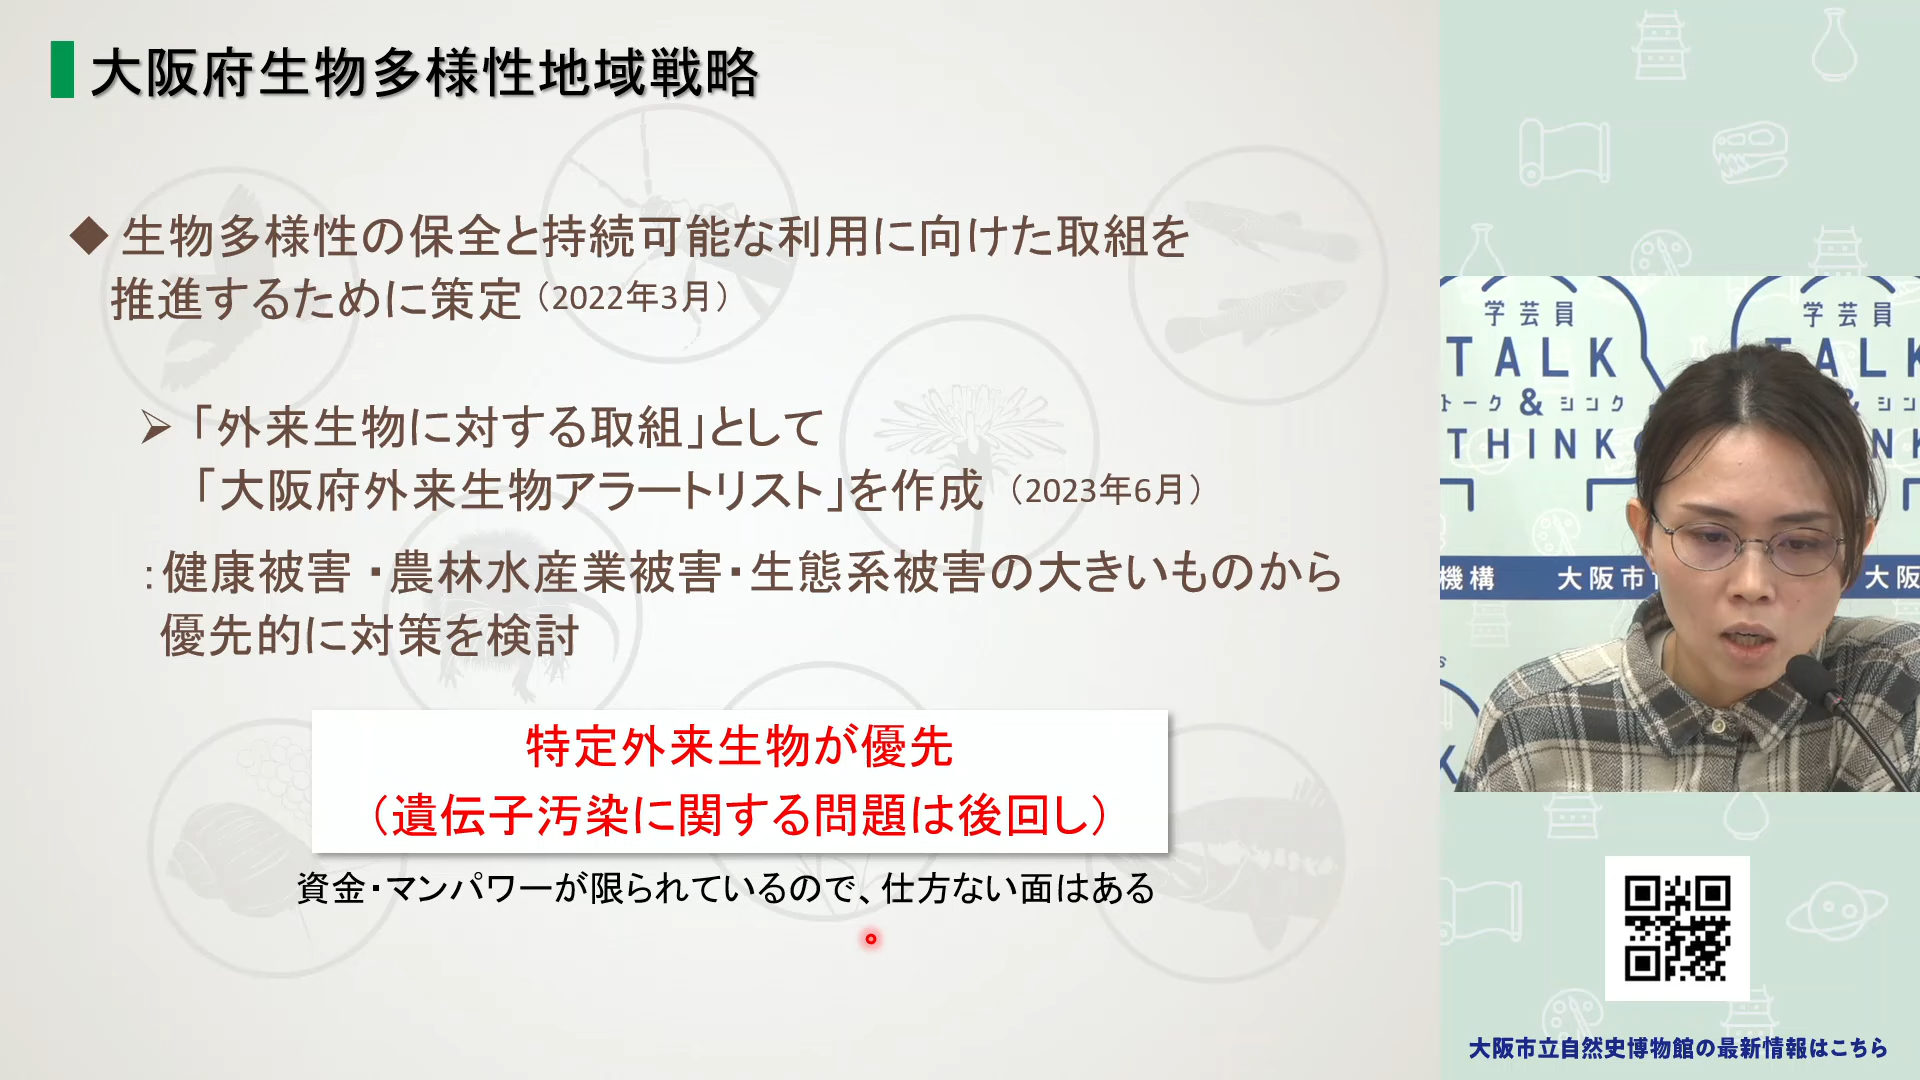 大阪府生物多様性地域戦略
◆ 生物多様性の保全と持続可能な利用に向けた取組を
推進するために策定（2022年3月）
➢ 「外来生物に対する取組」として
「大阪府外来生物アラートリスト」を作成 （2023年6月）
：健康被害・農林水産業被害・生態系被害の大きいものから
優先的に対策を検討
特定外来生物が優先
（遺伝子汚染に関する問題は後回し）
資金・マンパワーが限られているので、仕方ない面はある
学芸員
TALK
トーク & シンク
THINK
学芸員
TALK
& シン
NK
機構
大阪市
大阪
K
大阪市立自然史博物館の最新情報はこちら